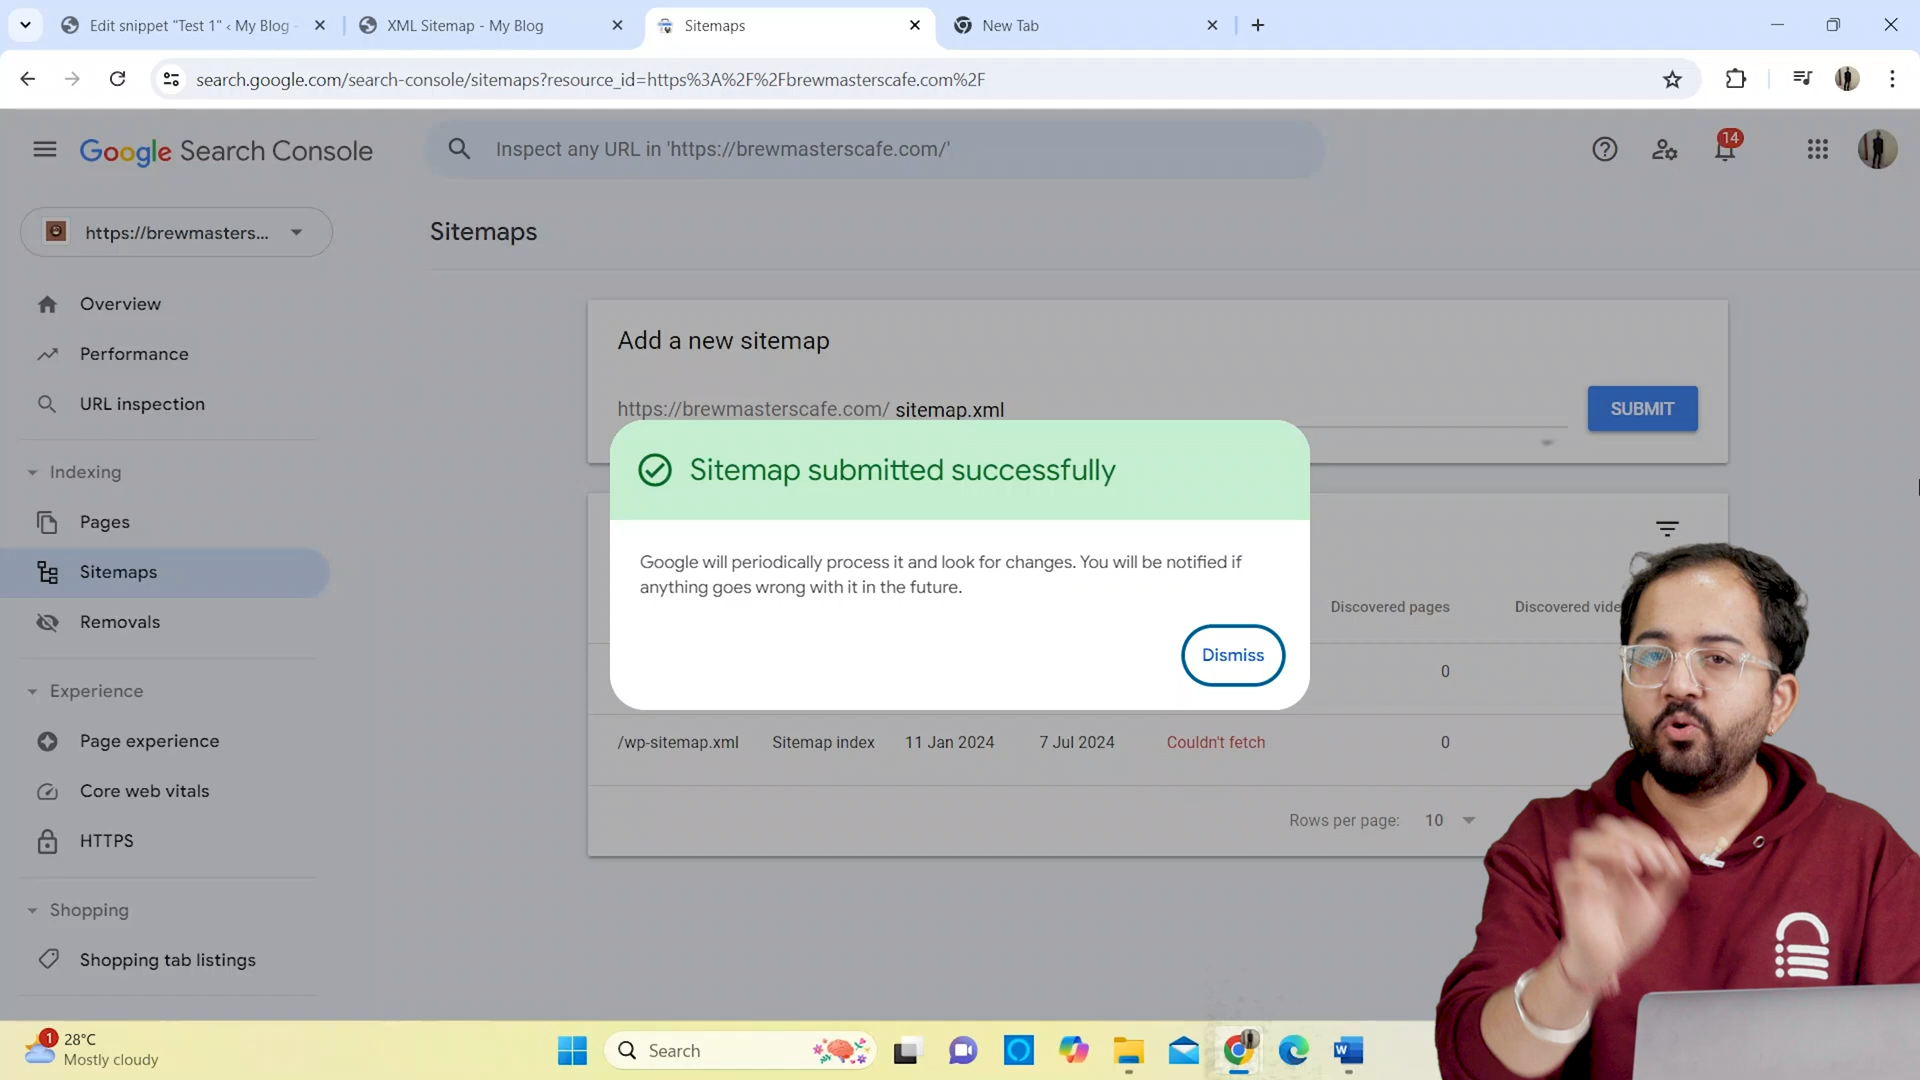 Edit snippet "Test 1" ‹ My Blog -
XML Sitemap - My Blog
Sitemaps
New Tab
search.google.com/search-console/sitemaps?resource_id=https%3A%2F%2Fbrewmasterscafe.com%2F
Google Search Console
Inspect any URL in 'https://brewmasterscafe.com/'
14
https://brewmasters...
Sitemaps
Overview
Performance
URL inspection
Indexing
Pages
Sitemaps
Removals
Experience
Page experience
Core web vitals
HTTPS
Shopping
Shopping tab listings
Add a new sitemap
https://brewmasterscafe.com/ sitemap.xml
SUBMIT
Sitemap submitted successfully
Google will periodically process it and look for changes. You will be notified if
anything goes wrong with it in the future.
Dismiss
Discovered pages
Discovered vide
0
/wp-sitemap.xml Sitemap index 11 Jan 2024 7 Jul 2024 Couldn't fetch 0
Rows per page: 10
1
28°C
Mostly cloudy
Search
W